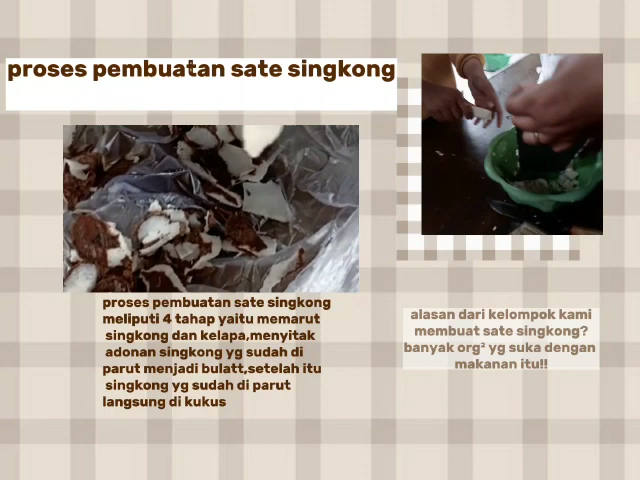 proses pembuatan sate singkong
proses pembuatan sate singkong
meliputi 4 tahap yaitu memarut
singkong dan kelapa,menyitak
adonan singkong yg sudah di
parut menjadi bulatt,setelah itu
singkong yg sudah di parut
langsung di kukus
alasan dari kelompok kami
membuat sate singkong?
banyak org² yg suka dengan
makanan itu!!